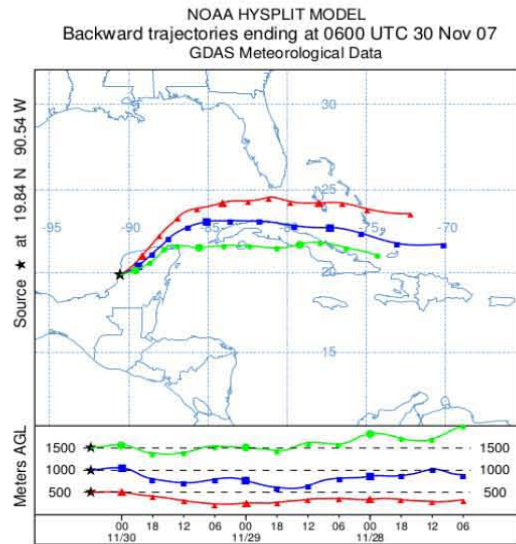 NOAA HYSPLIT MODEL
Backward trajectories ending at 0600 UTC 30 Nov 07
GDAS Meteorological Data
Source ★ at 19.84 N 90.54 W
30
25
-95
-90
-85
-80
-75
-70
20
15
Meters AGL
1500 1500
1000 1000
500 500
00 18 12 06 00 18 12 06 00 18 12 06
11/30 11/29 11/28